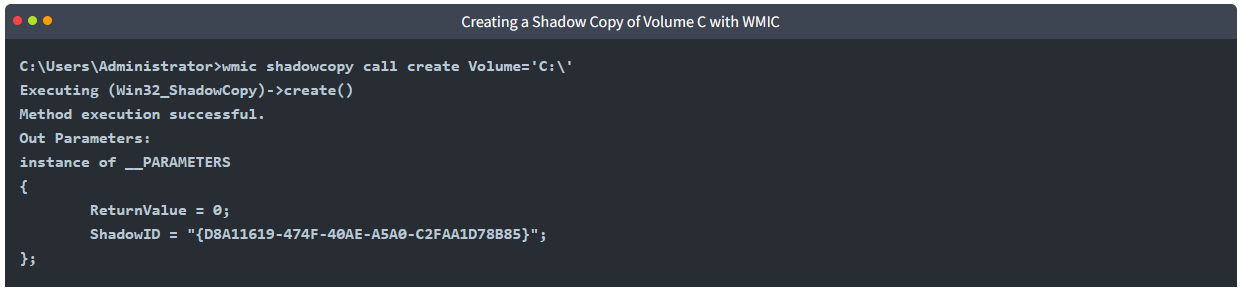 Creating a Shadow Copy of Volume C with WMIC
C:\Users\Administrator>wmic shadowcopy call create Volume='C:\'
Executing (Win32_ShadowCopy)->create()
Method execution successful.
Out Parameters:
instance of __PARAMETERS
{
        ReturnValue = 0;
        ShadowID = "{D8A11619-474F-40AE-A5A0-C2FAA1D78B85}";
};